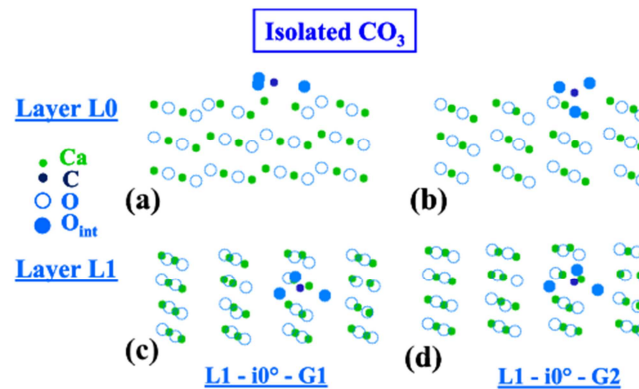 Isolated CO3
Layer L0
Ca
C
O
Oint
(a)
(b)
Layer L1
(c)
(d)
L1 - i0° - G1
L1 - i0° - G2